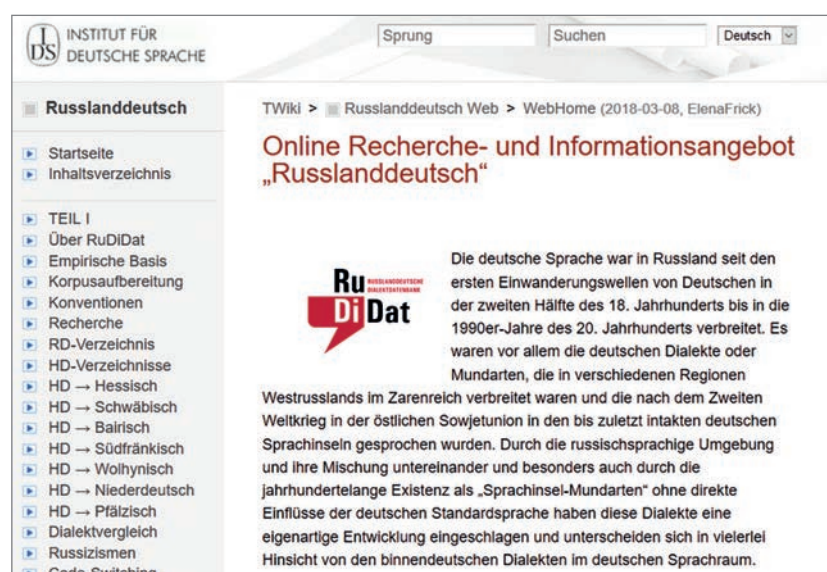 IDS
INSTITUT FÜR
DEUTSCHE SPRACHE
Sprung
Suchen
Deutsch
Russlanddeutsch
Startseite
Inhaltsverzeichnis
TEIL I
Über RuDiDat
Empirische Basis
Korpusaufbereitung
Konventionen
Recherche
RD-Verzeichnis
HD-Verzeichnisse
HD → Hessisch
HD → Schwäbisch
HD → Bairisch
HD → Südfränkisch
HD → Wolhynisch
HD → Niederdeutsch
HD → Pfälzisch
Dialektvergleich
Russizismen
Code-Switching
TWiki > Russlanddeutsch Web > WebHome (2018-03-08, ElenaFrick)
Online Recherche- und Informationsangebot
„Russlanddeutsch“
Ru RUSSLANDDEUTSCHE
DIALEKTDATENBANK
DiDat
Die deutsche Sprache war in Russland seit den
ersten Einwanderungswellen von Deutschen in
der zweiten Hälfte des 18. Jahrhunderts bis in die
1990er-Jahre des 20. Jahrhunderts verbreitet. Es
waren vor allem die deutschen Dialekte oder
Mundarten, die in verschiedenen Regionen
Westrusslands im Zarenreich verbreitet waren und die nach dem Zweiten
Weltkrieg in der östlichen Sowjetunion in den bis zuletzt intakten deutschen
Sprachinseln gesprochen wurden. Durch die russischsprachige Umgebung
und ihre Mischung untereinander und besonders auch durch die
jahrhundertelange Existenz als „Sprachinsel-Mundarten“ ohne direkte
Einflüsse der deutschen Standardsprache haben diese Dialekte eine
eigenartige Entwicklung eingeschlagen und unterscheiden sich in vielerlei
Hinsicht von den binnendeutschen Dialekten im deutschen Sprachraum.